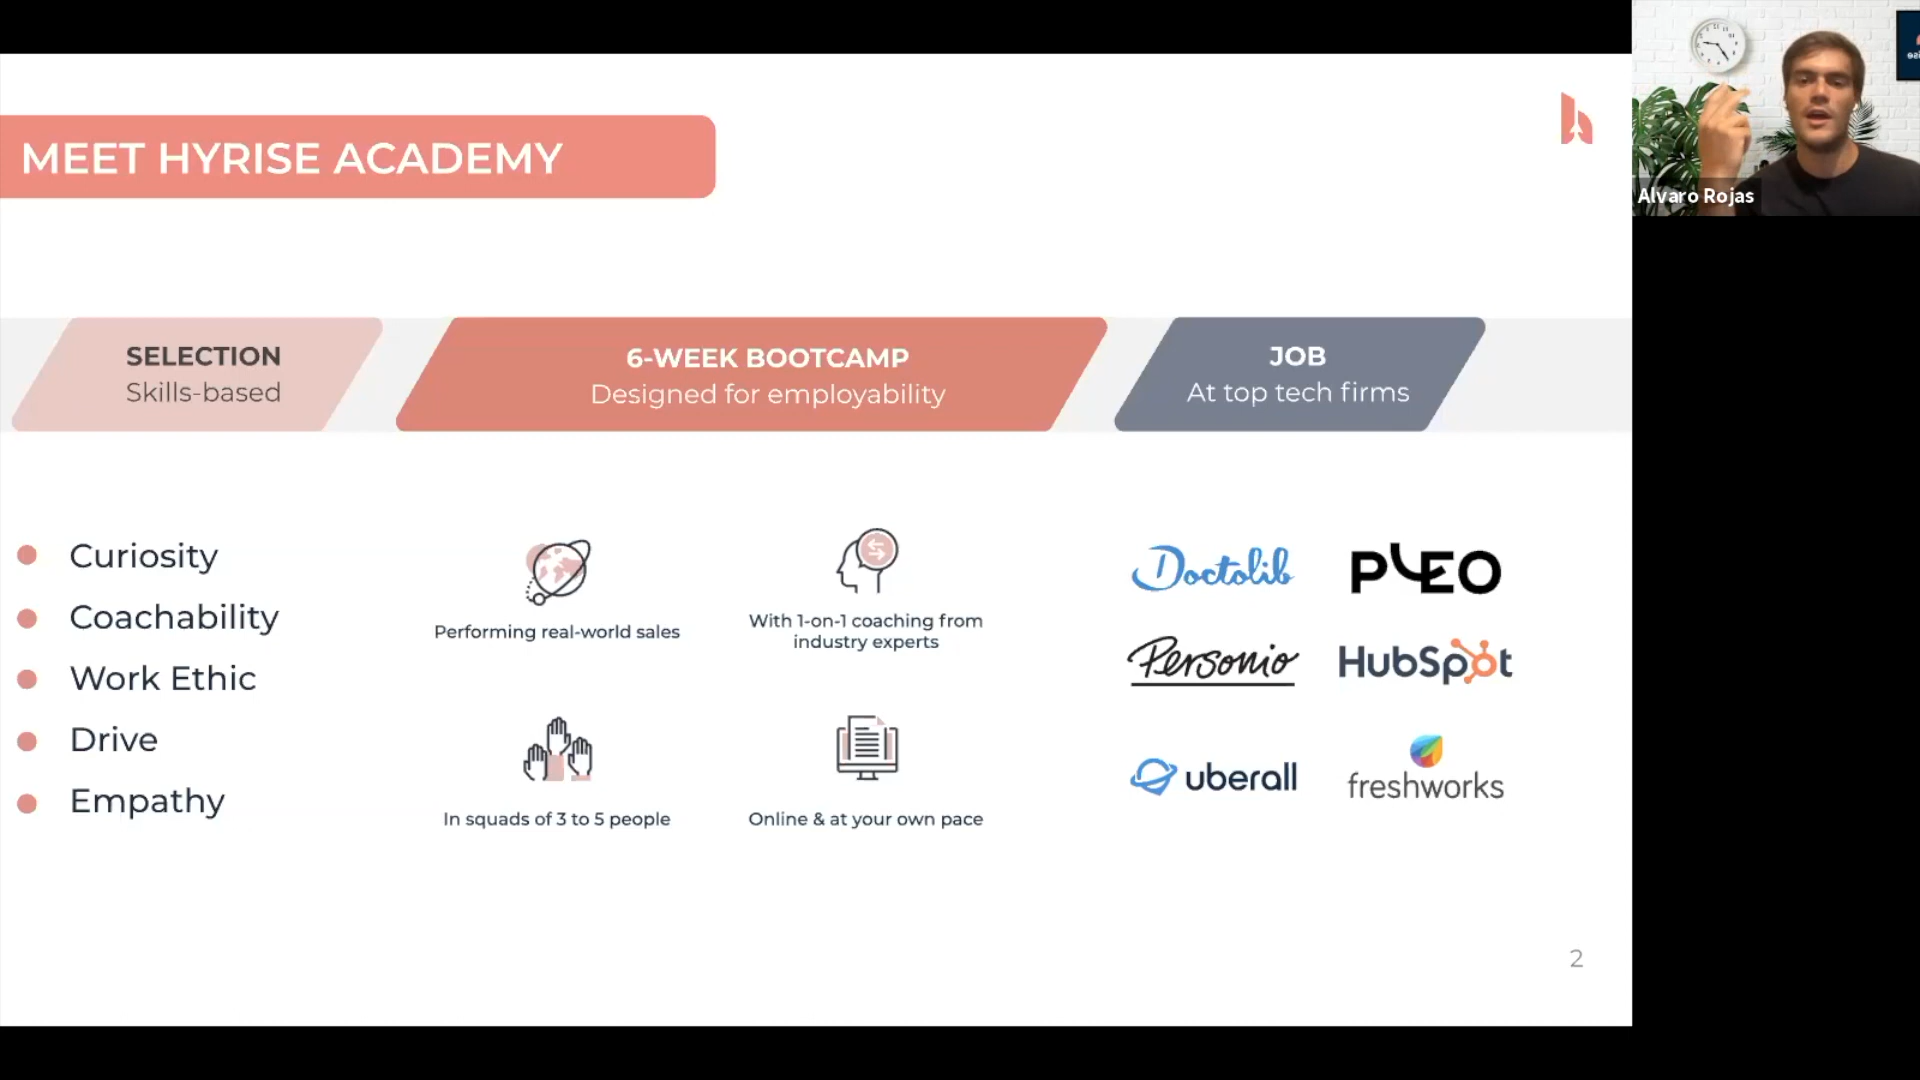 MEET HYRISE ACADEMY
Alvaro Rojas
SELECTION
Skills-based
6-WEEK BOOTCAMP
Designed for employability
JOB
At top tech firms
Curiosity
Coachability
Work Ethic
Drive
Empathy
Performing real-world sales
With 1-on-1 coaching from
industry experts
In squads of 3 to 5 people
Online & at your own pace
Doctolib
PLEO
Personio
HubSpot
uberall
freshworks
2